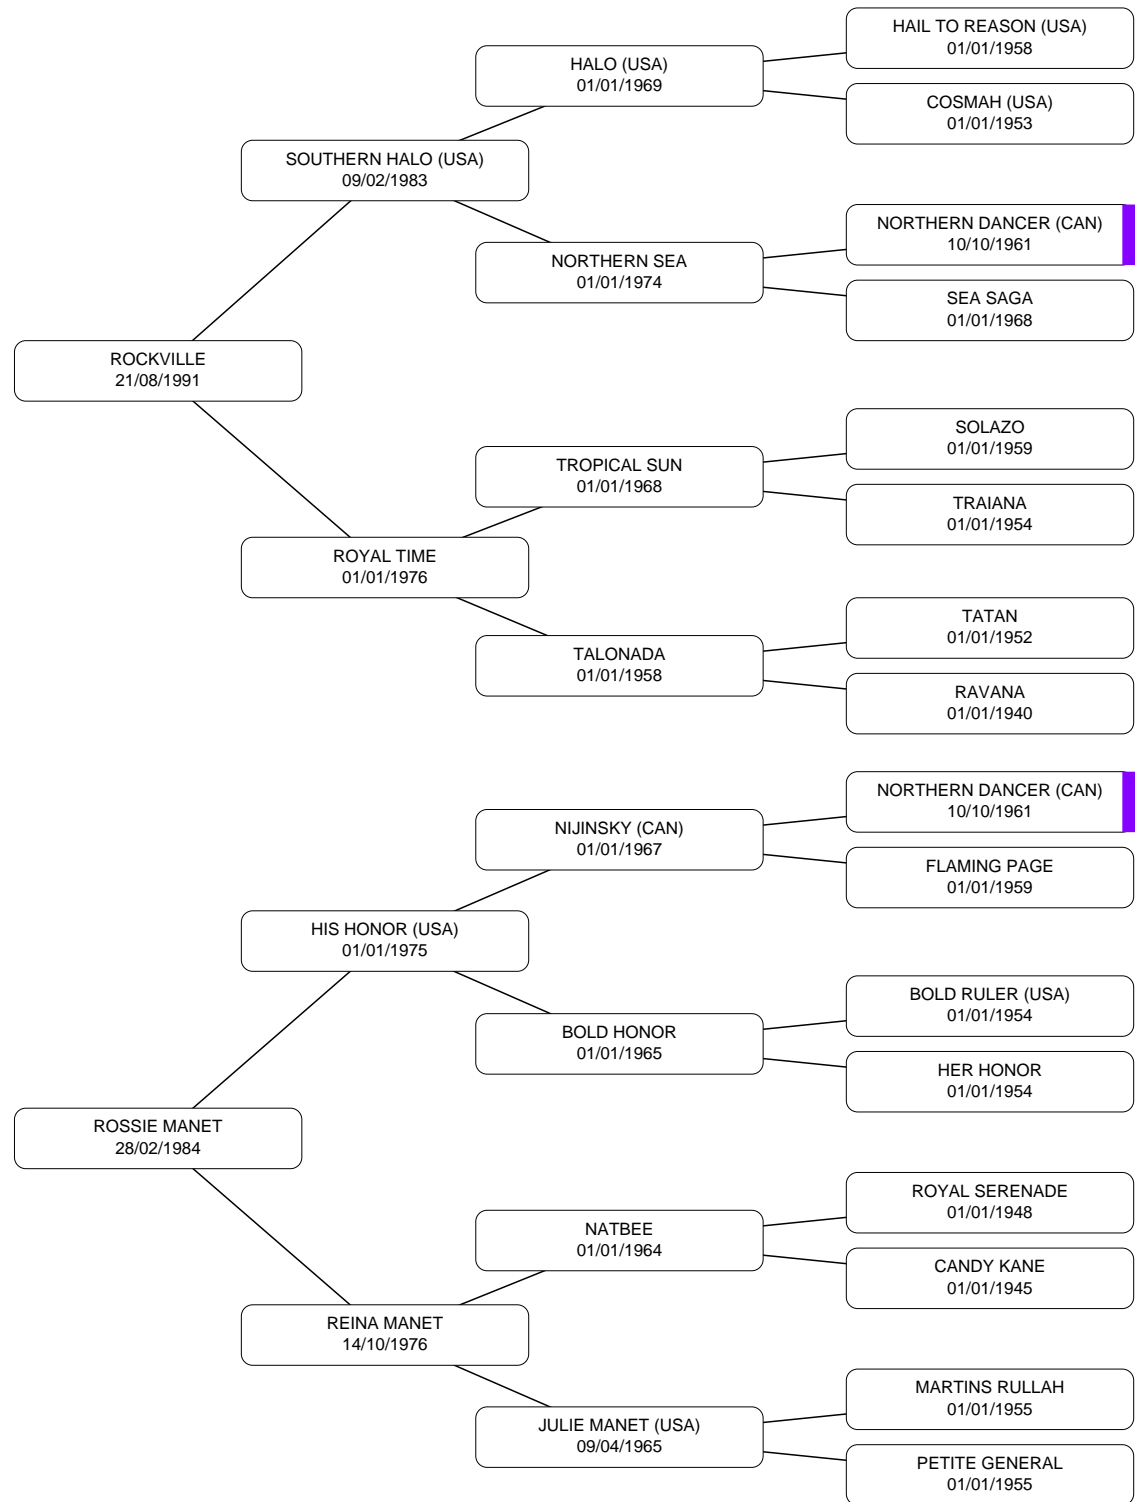 HAIL TO REASON (USA)
01/01/1958
HALO (USA)
01/01/1969
COSMAH (USA)
01/01/1953
SOUTHERN HALO (USA)
09/02/1983
NORTHERN DANCER (CAN)
10/10/1961
NORTHERN SEA
01/01/1974
SEA SAGA
01/01/1968
ROCKVILLE
21/08/1991
SOLAZO
01/01/1959
TROPICAL SUN
01/01/1968
TRAIANA
01/01/1954
ROYAL TIME
01/01/1976
TATAN
01/01/1952
TALONADA
01/01/1958
RAVANA
01/01/1940
NORTHERN DANCER (CAN)
10/10/1961
NIJINSKY (CAN)
01/01/1967
FLAMING PAGE
01/01/1959
HIS HONOR (USA)
01/01/1975
BOLD RULER (USA)
01/01/1954
BOLD HONOR
01/01/1965
HER HONOR
01/01/1954
ROSSIE MANET
28/02/1984
ROYAL SERENADE
01/01/1948
NATBEE
01/01/1964
CANDY KANE
01/01/1945
REINA MANET
14/10/1976
MARTINS RULLAH
01/01/1955
JULIE MANET (USA)
09/04/1965
PETITE GENERAL
01/01/1955